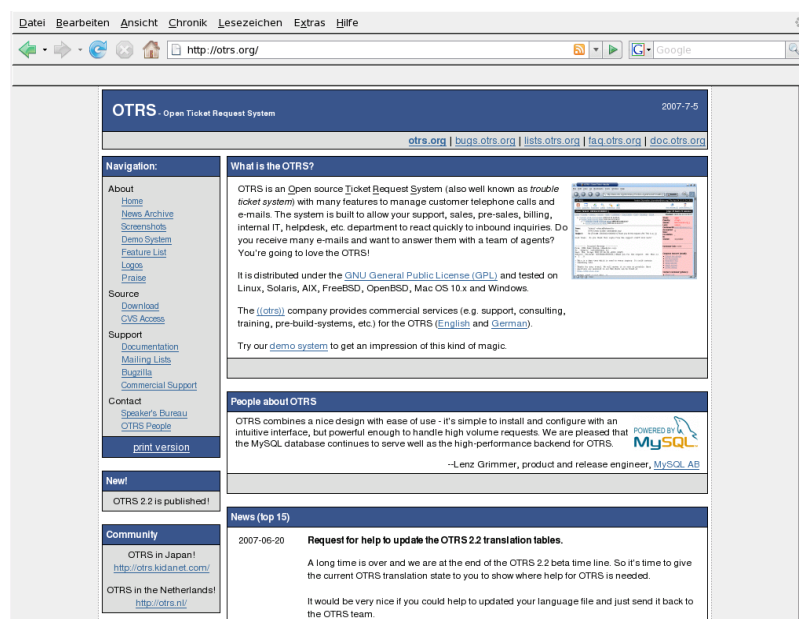 Datei Bearbeiten Ansicht Chronik Lesezeichen Extras Hilfe
http://otrs.org/
G Google
OTRS - Open Ticket Request System
2007-7-5
otrs.org | bugs.otrs.org | lists.otrs.org | faq.otrs.org | doc.otrs.org
Navigation:
About
Home
News Archive
Screenshots
Demo System
Feature List
Logos
Praise
Source
Download
CVS Access
Support
Documentation
Mailing Lists
Bugzilla
Commercial Support
Contact
Speaker's Bureau
OTRS People
print version
New!
OTRS 2.2 is published!
Community
OTRS in Japan!
http://otrs.kidanet.com/
OTRS in the Netherlands!
http://otrs.nl/
What is the OTRS?
OTRS is an Open source Ticket Request System (also well known as trouble
ticket system) with many features to manage customer telephone calls and
e-mails. The system is built to allow your support, sales, pre-sales, billing,
internal IT, helpdesk, etc. department to react quickly to inbound inquiries. Do
you receive many e-mails and want to answer them with a team of agents?
You're going to love the OTRS!
It is distributed under the GNU General Public License (GPL) and tested on
Linux, Solaris, AIX, FreeBSD, OpenBSD, Mac OS 10.x and Windows.
The ((otrs)) company provides commercial services (e.g. support, consulting,
training, pre-build-systems, etc.) for the OTRS (English and German).
Try our demo system to get an impression of this kind of magic.
People about OTRS
OTRS combines a nice design with ease of use - it's simple to install and configure with an
intuitive interface, but powerful enough to handle high volume requests. We are pleased that
the MySQL database continues to serve well as the high-performance backend for OTRS.
POWERED BY
MySQL
--Lenz Grimmer, product and release engineer, MySQL AB
News (top 15)
2007-06-20 Request for help to update the OTRS 2.2 translation tables.
A long time is over and we are at the end of the OTRS 2.2 beta time line. So it's time to give
the current OTRS translation state to you to show where help for OTRS is needed.
It would be very nice if you could help to updated your language file and just send it back to
the OTRS team.